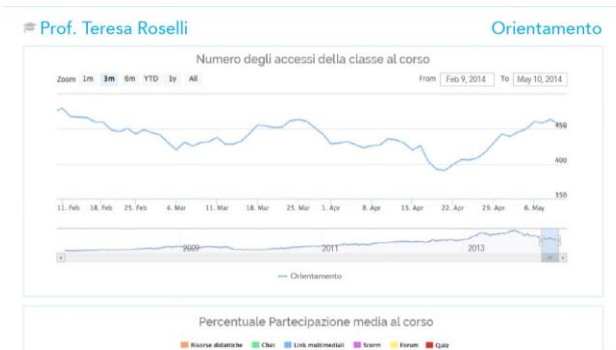 Prof. Teresa Roselli
Orientamento
Numero degli accessi della classe al corso
Zoom 1m 3m 6m YTD 1y All From Feb 9, 2014 To May 10, 2014
450
400
350
11. Feb 18. Feb 25. Feb 4. Mar 11. Mar 18. Mar 25. Mar 1. Apr 8. Apr 15. Apr 22. Apr 29. Apr 6. May
2009 2011 2013
Orientamento
Percentuale Partecipazione media al corso
Risorse didattiche Chat Link multimediali Scorm Forum Quiz